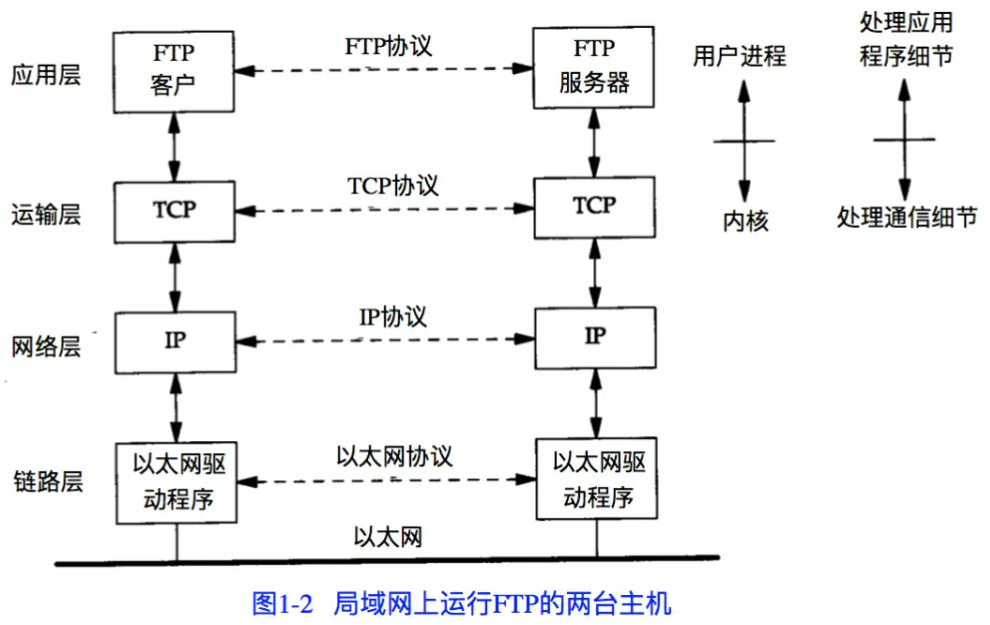 应用层
FTP
客户
FTP协议
FTP
服务器
用户进程
内核
处理应用
程序细节
处理通信细节
运输层
TCP
TCP协议
TCP
网络层
IP
IP协议
IP
链路层
以太网驱
动程序
以太网协议
以太网驱
动程序
以太网
图1-2 局域网上运行FTP的两台主机